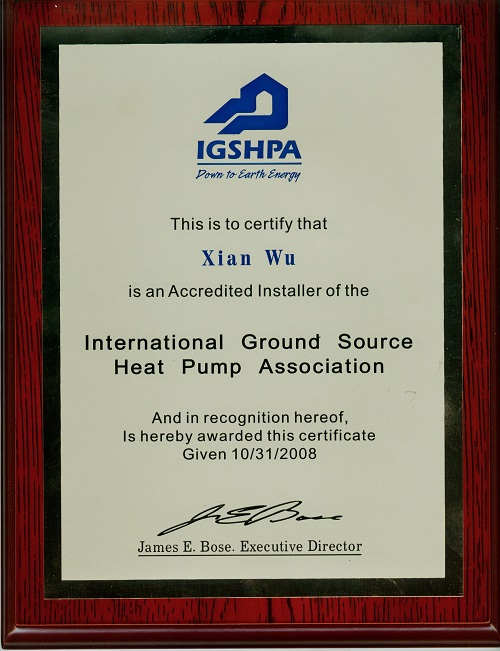 IGSHPA
Down to Earth Energy
This is to certify that
Xian Wu
is an Accredited Installer of the
International Ground Source
Heat Pump Association
And in recognition hereof,
Is hereby awarded this certificate
Given 10/31/2008
James E. Bose
James E. Bose. Executive Director